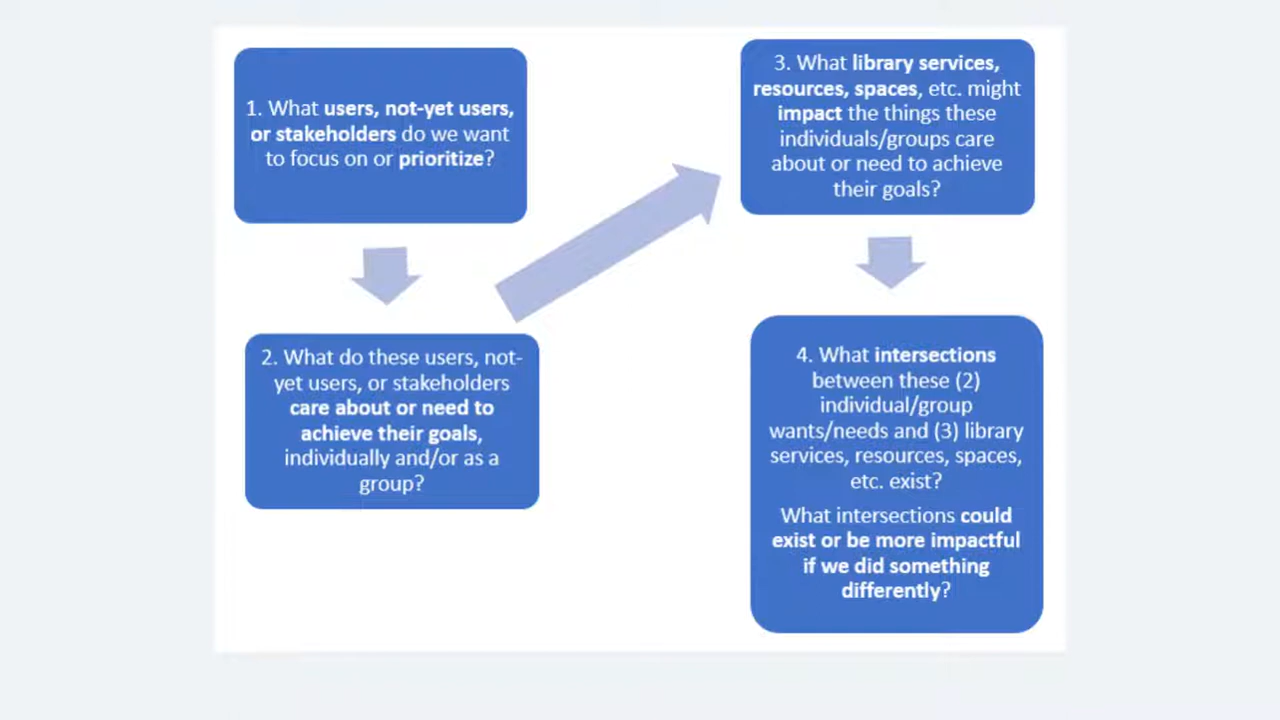 1. What users, not-yet users,
or stakeholders do we want
to focus on or prioritize?
2. What do these users, not-
yet users, or stakeholders
care about or need to
achieve their goals,
individually and/or as a
group?
3. What library services,
resources, spaces, etc. might
impact the things these
individuals/groups care
about or need to achieve
their goals?
4. What intersections
between these (2)
individual/group
wants/needs and (3) library
services, resources, spaces,
etc. exist?
What intersections could
exist or be more impactful
if we did something
differently?